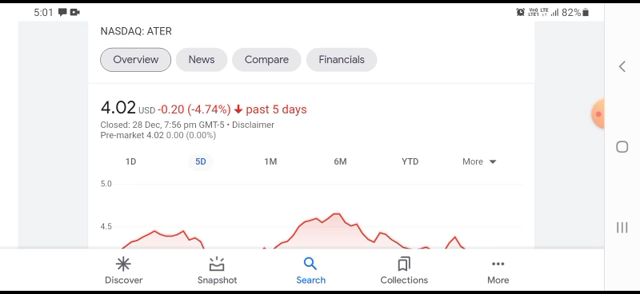 5:01
82%
NASDAQ: ATER
Overview News Compare Financials
4.02 USD -0.20 (-4.74%) ↓ past 5 days
Closed: 28 Dec, 7:56 pm GMT-5 • Disclaimer
Pre-market 4.02 0.00 (0.00%)
1D 5D 1M 6M YTD More
5.0
4.5
Discover Snapshot Search Collections More